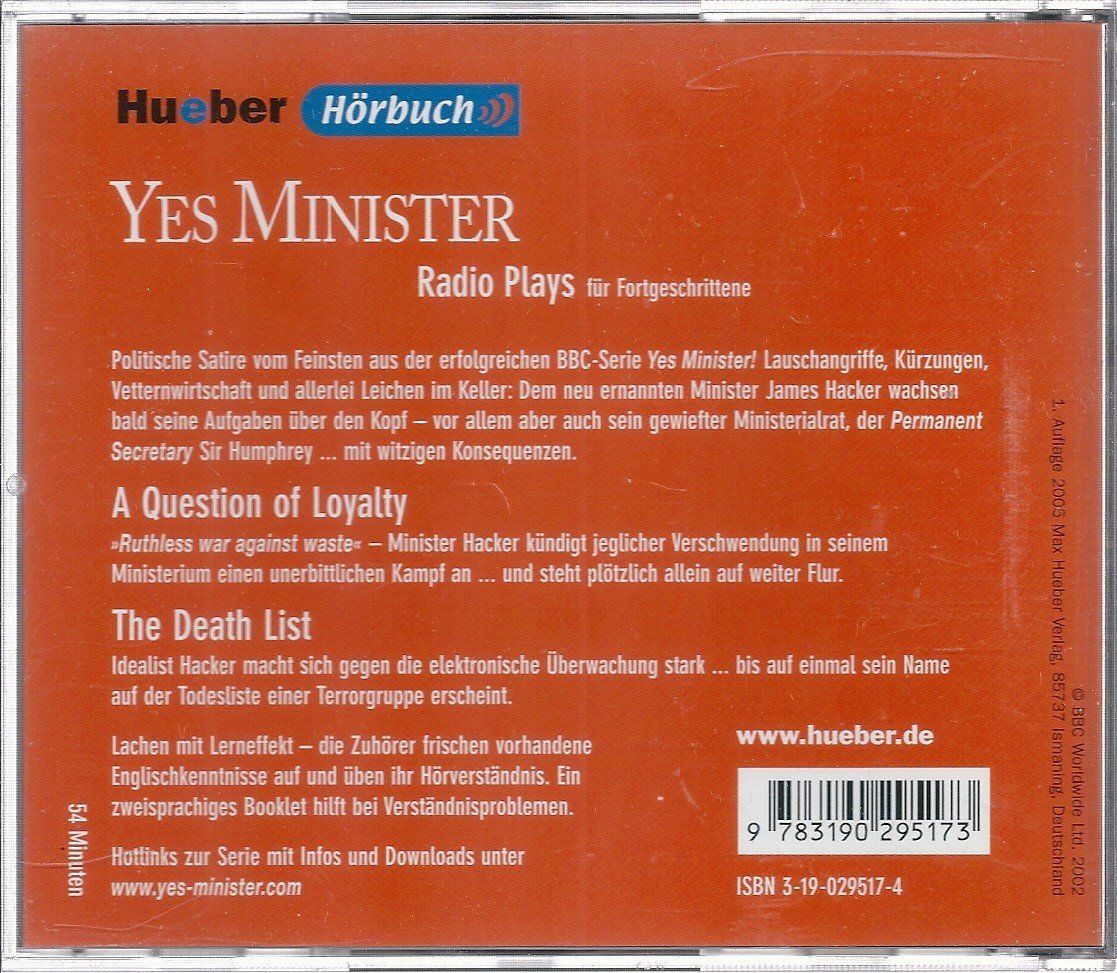 Hueber Hörbuch
YES MINISTER
Radio Plays für Fortgeschrittene
Politische Satire vom Feinsten aus der erfolgreichen BBC-Serie Yes Minister! Lauschangriffe, Kürzungen,
Vetternwirtschaft und allerlei Leichen im Keller: Dem neu ernannten Minister James Hacker wachsen
bald seine Aufgaben über den Kopf – vor allem aber auch sein gewiefter Ministerialrat, der Permanent
Secretary Sir Humphrey ... mit witzigen Konsequenzen.
A Question of Loyalty
»Ruthless war against waste« – Minister Hacker kündigt jeglicher Verschwendung in seinem
Ministerium einen unerbittlichen Kampf an ... und steht plötzlich allein auf weiter Flur.
The Death List
Idealist Hacker macht sich gegen die elektronische Überwachung stark ... bis auf einmal sein Name
auf der Todesliste einer Terrorgruppe erscheint.
Lachen mit Lerneffekt – die Zuhörer frischen vorhandene
Englischkenntnisse auf und üben ihr Hörverständnis. Ein
zweisprachiges Booklet hilft bei Verständnisproblemen.
Hotlinks zur Serie mit Infos und Downloads unter
www.yes-minister.com
54 Minuten
www.hueber.de
9 783190 295173
ISBN 3-19-029517-4
© BBC Worldwide Ltd. 2002
1. Auflage 2005 Max Hueber Verlag, 85737 Ismaning, Deutschland